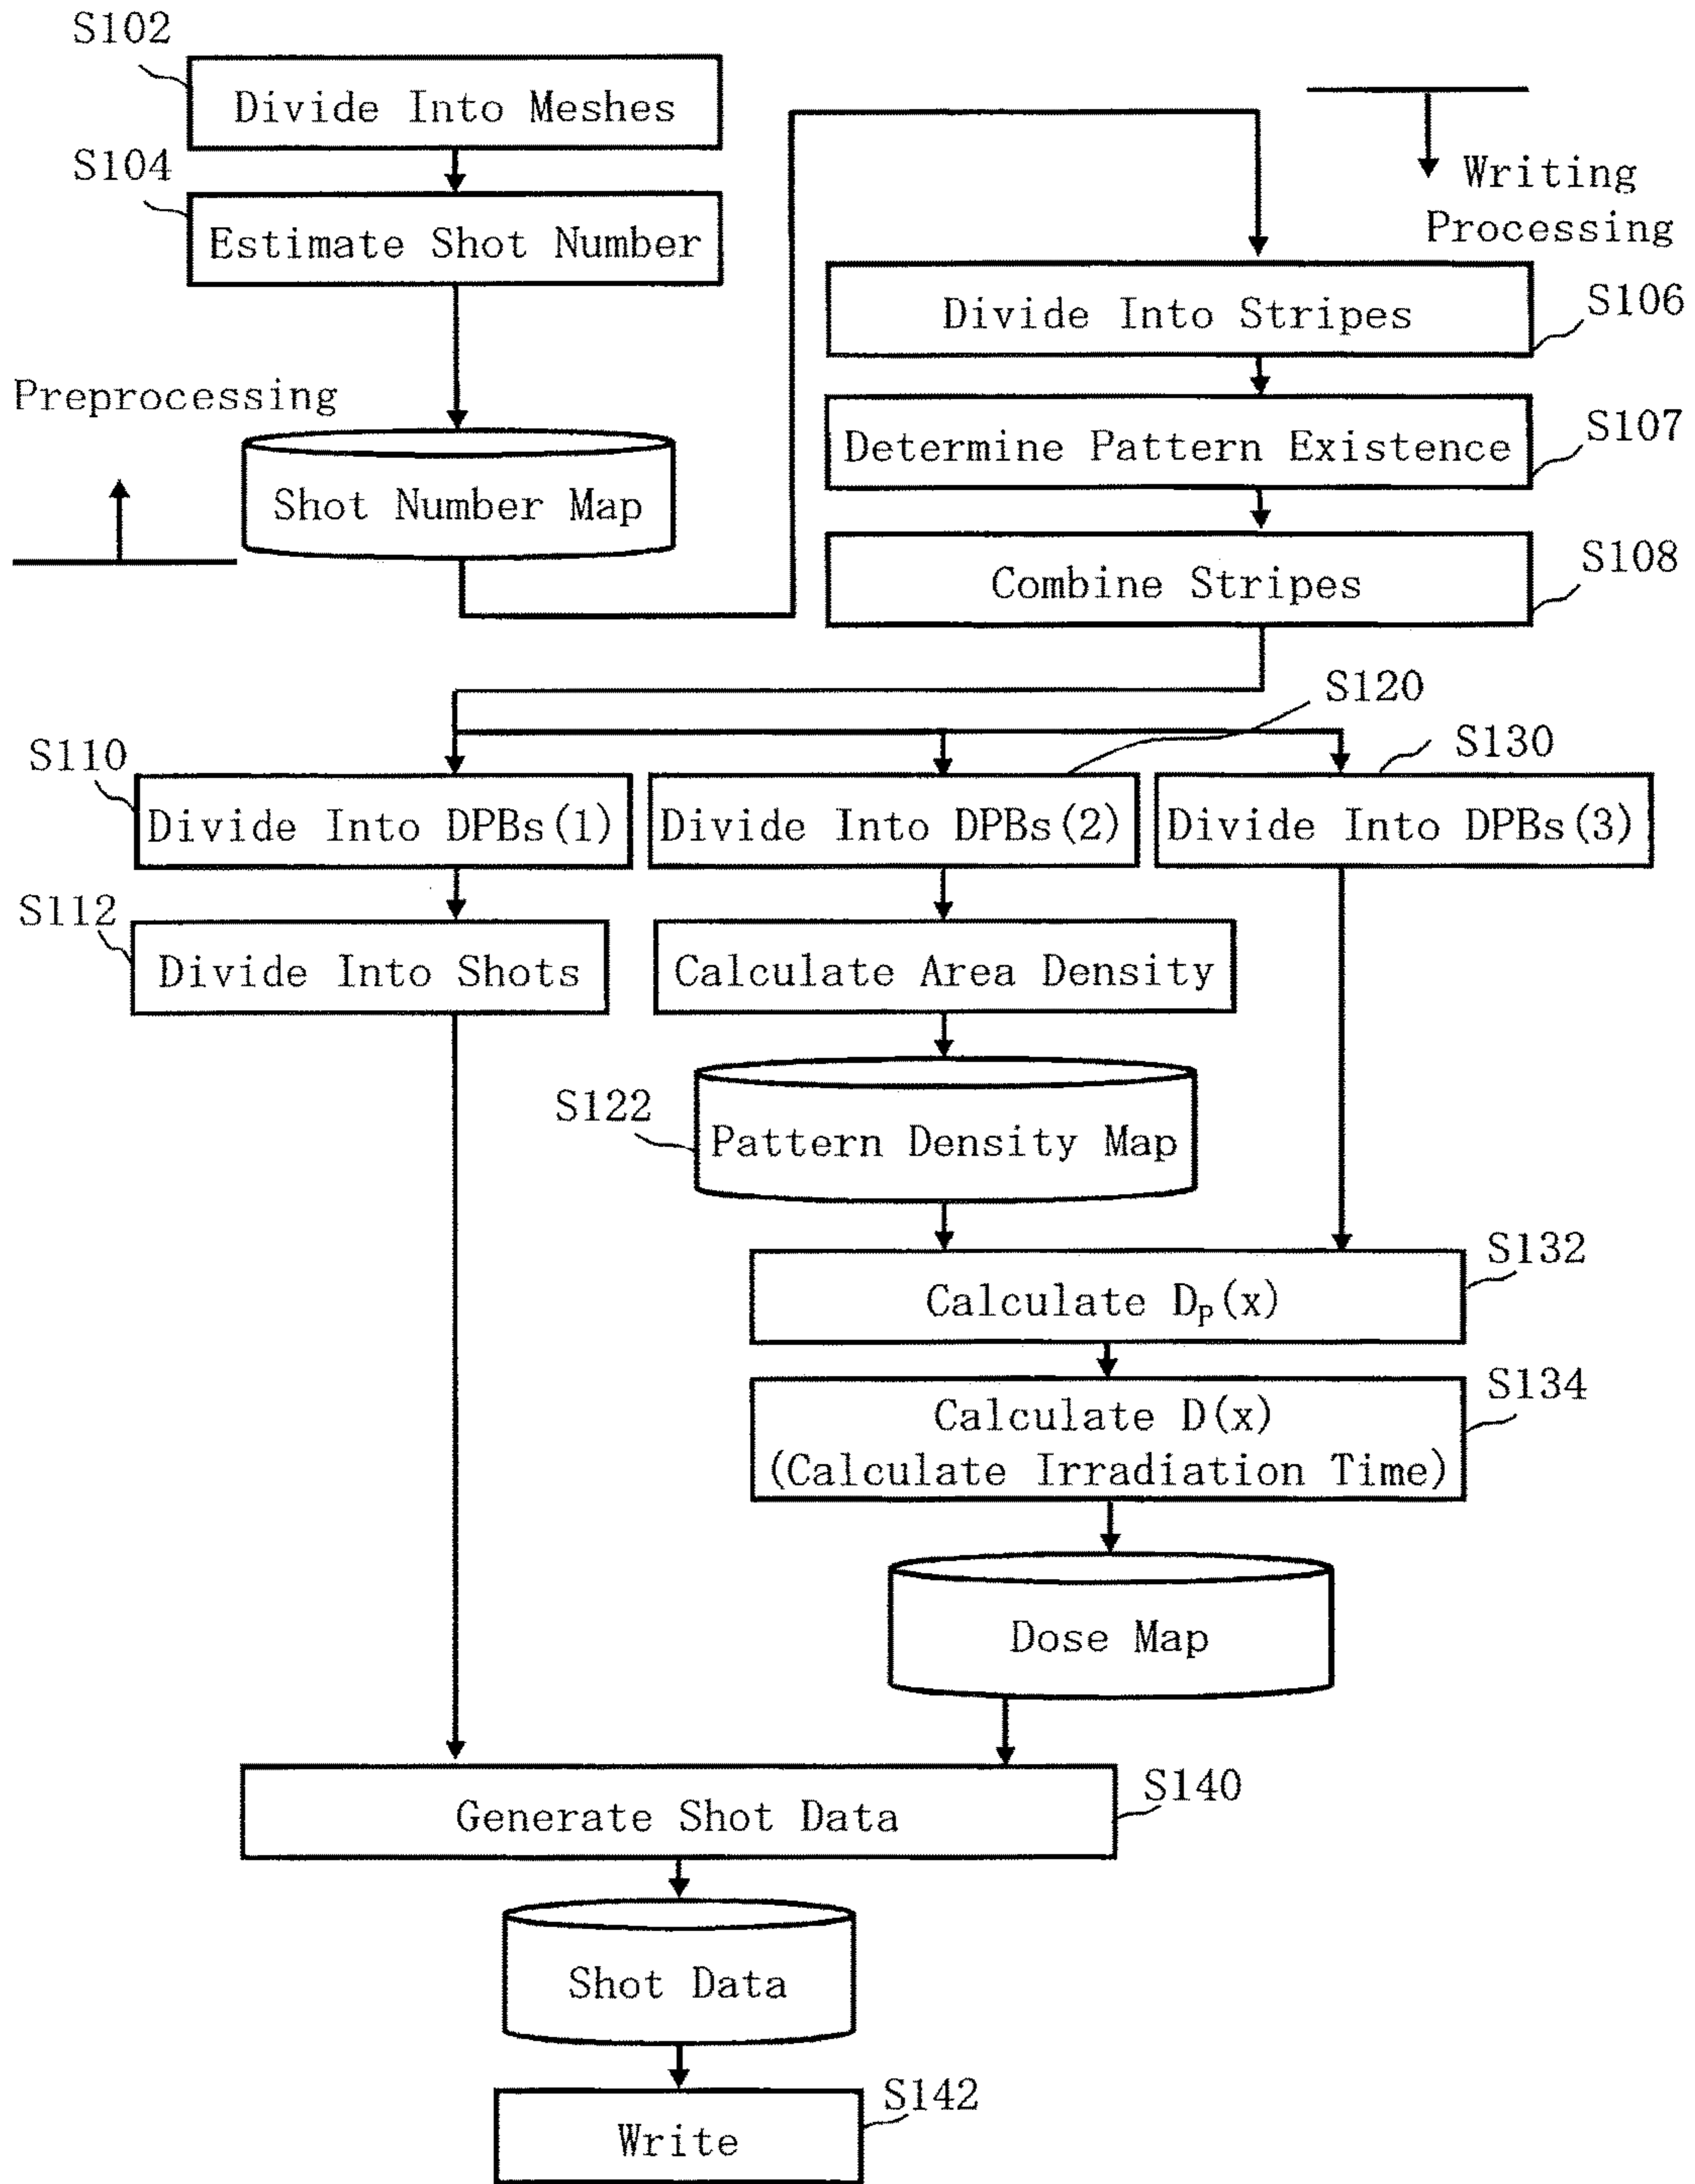 S102
Divide Into Meshes
S104
Estimate Shot Number
Preprocessing
Shot Number Map
Writing
Processing
Divide Into Stripes
S106
Determine Pattern Existence
S107
Combine Stripes
S108
S110
Divide Into DPBs(1)
S120
Divide Into DPBs(2)
S130
Divide Into DPBs(3)
S112
Divide Into Shots
Calculate Area Density
S122
Pattern Density Map
S132
Calculate Dₚ(x)
S134
Calculate D(x)
(Calculate Irradiation Time)
Dose Map
Generate Shot Data
S140
Shot Data
S142
Write